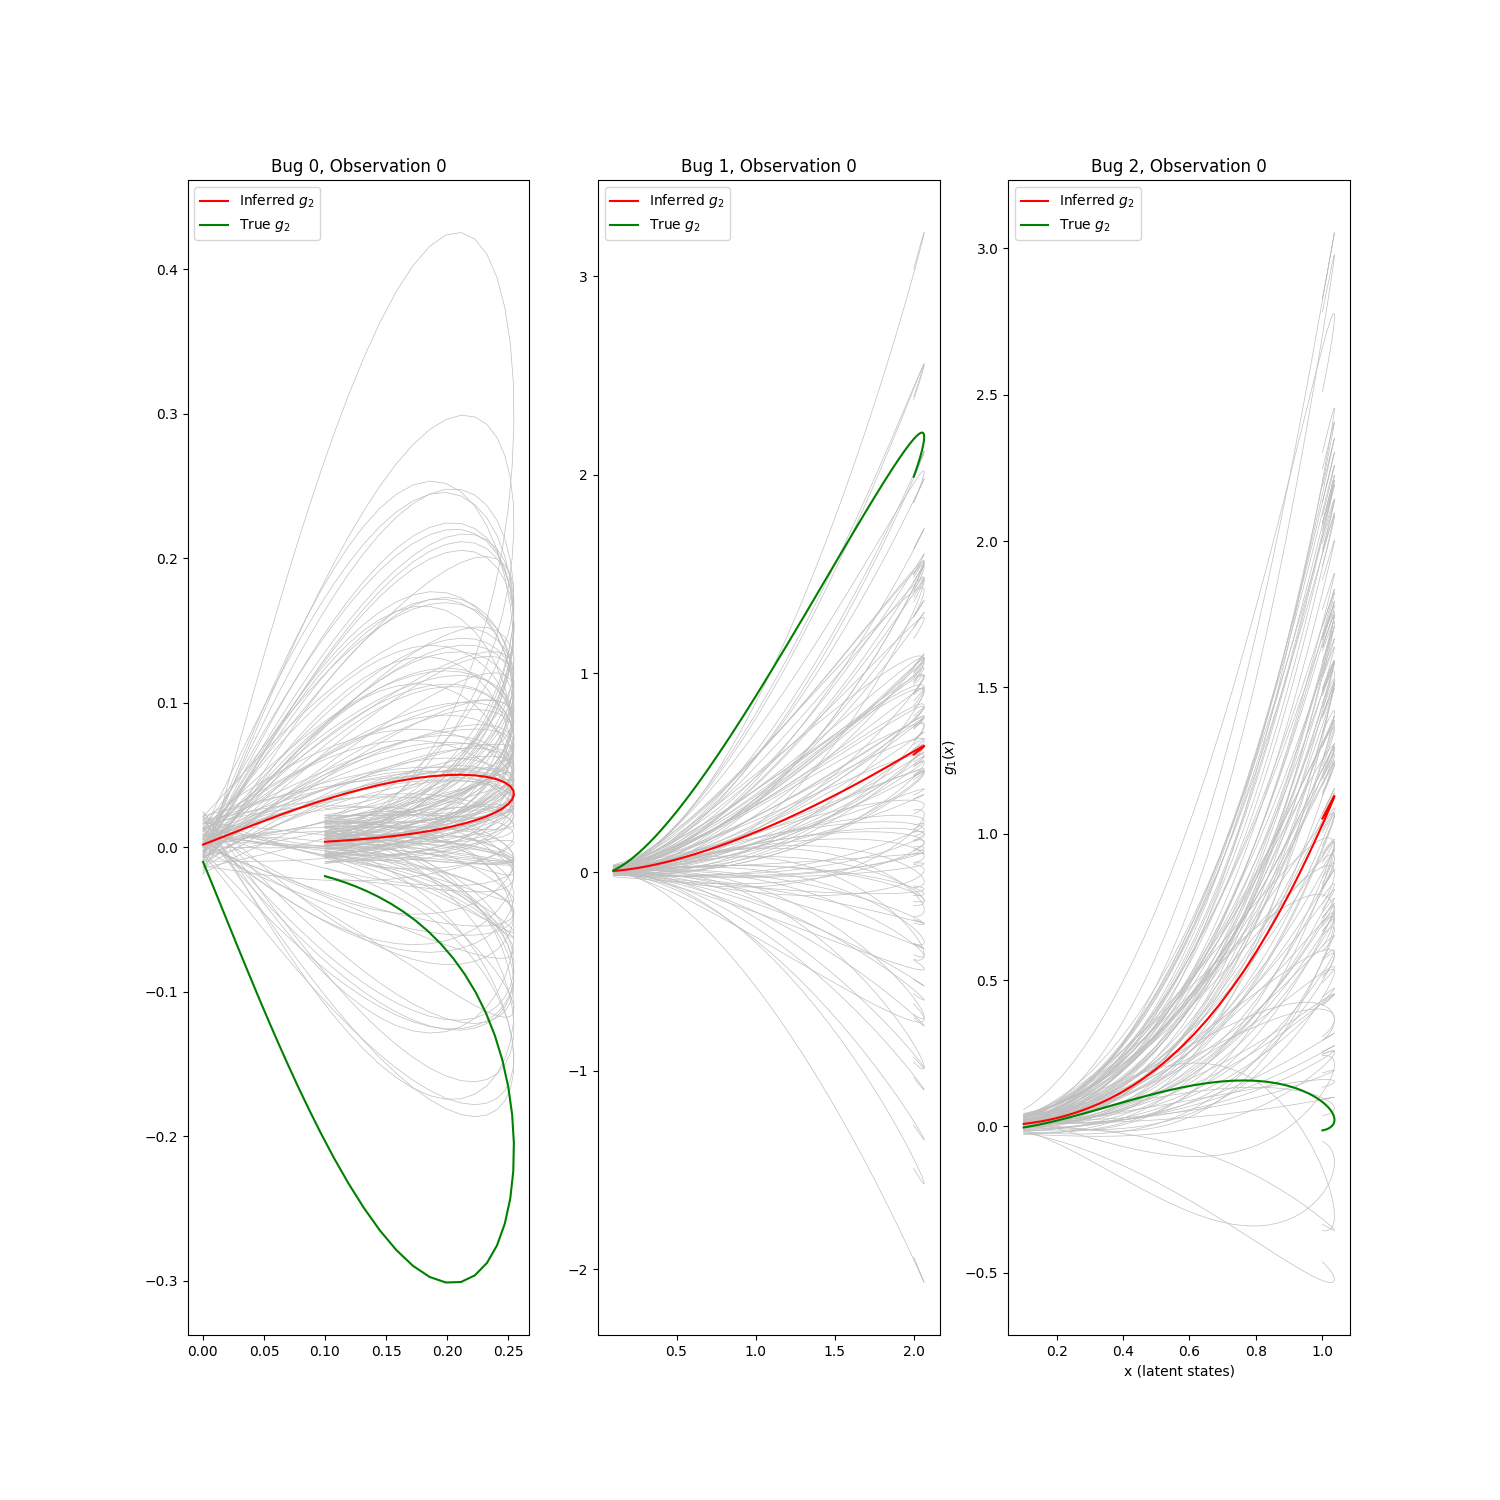 Bug 0, Observation 0
Inferred g₂
True g₂
0.4
0.3
0.2
0.1
0.0
−0.1
−0.2
−0.3
0.00 0.05 0.10 0.15 0.20 0.25
Bug 1, Observation 0
Inferred g₂
True g₂
3
2
1
0
−1
−2
0.5 1.0 1.5 2.0
Bug 2, Observation 0
Inferred g₂
True g₂
g₁(x)
3.0
2.5
2.0
1.5
1.0
0.5
0.0
−0.5
0.2 0.4 0.6 0.8 1.0
x (latent states)